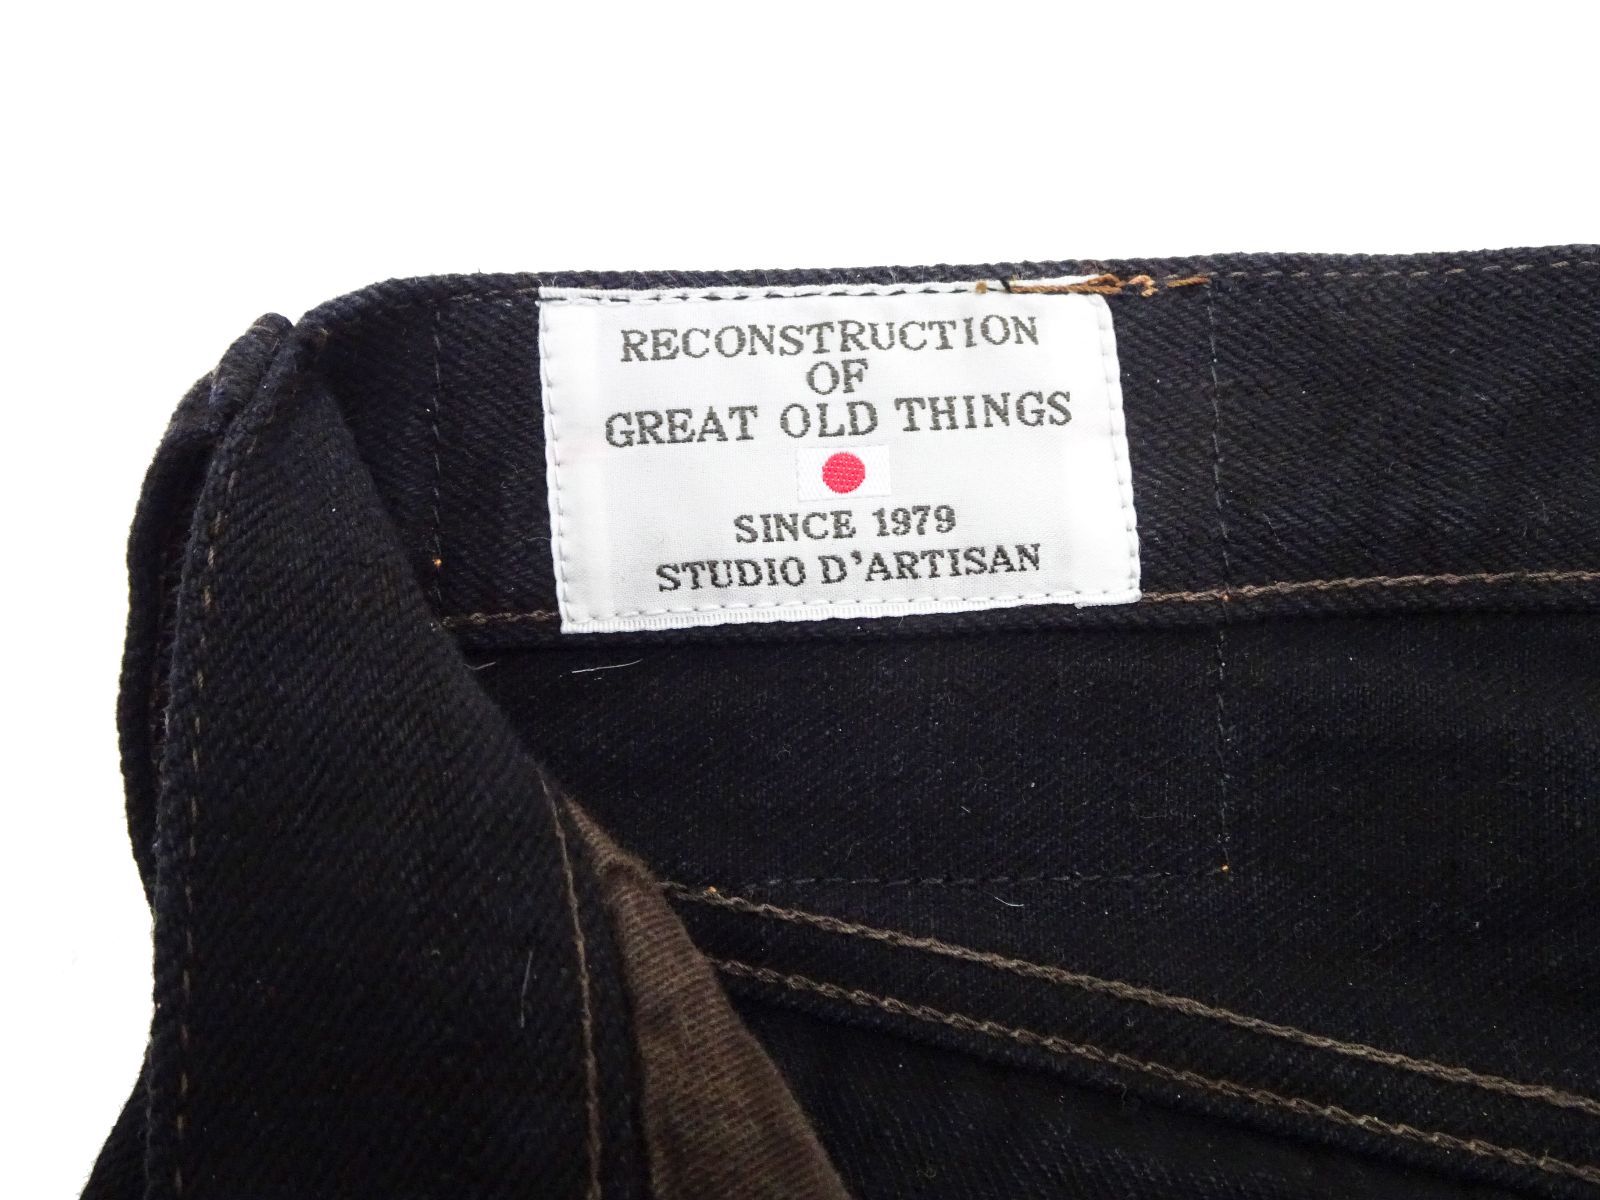 RECONSTRUCTION
OF
GREAT OLD THINGS
SINCE 1979
STUDIO D'ARTISAN